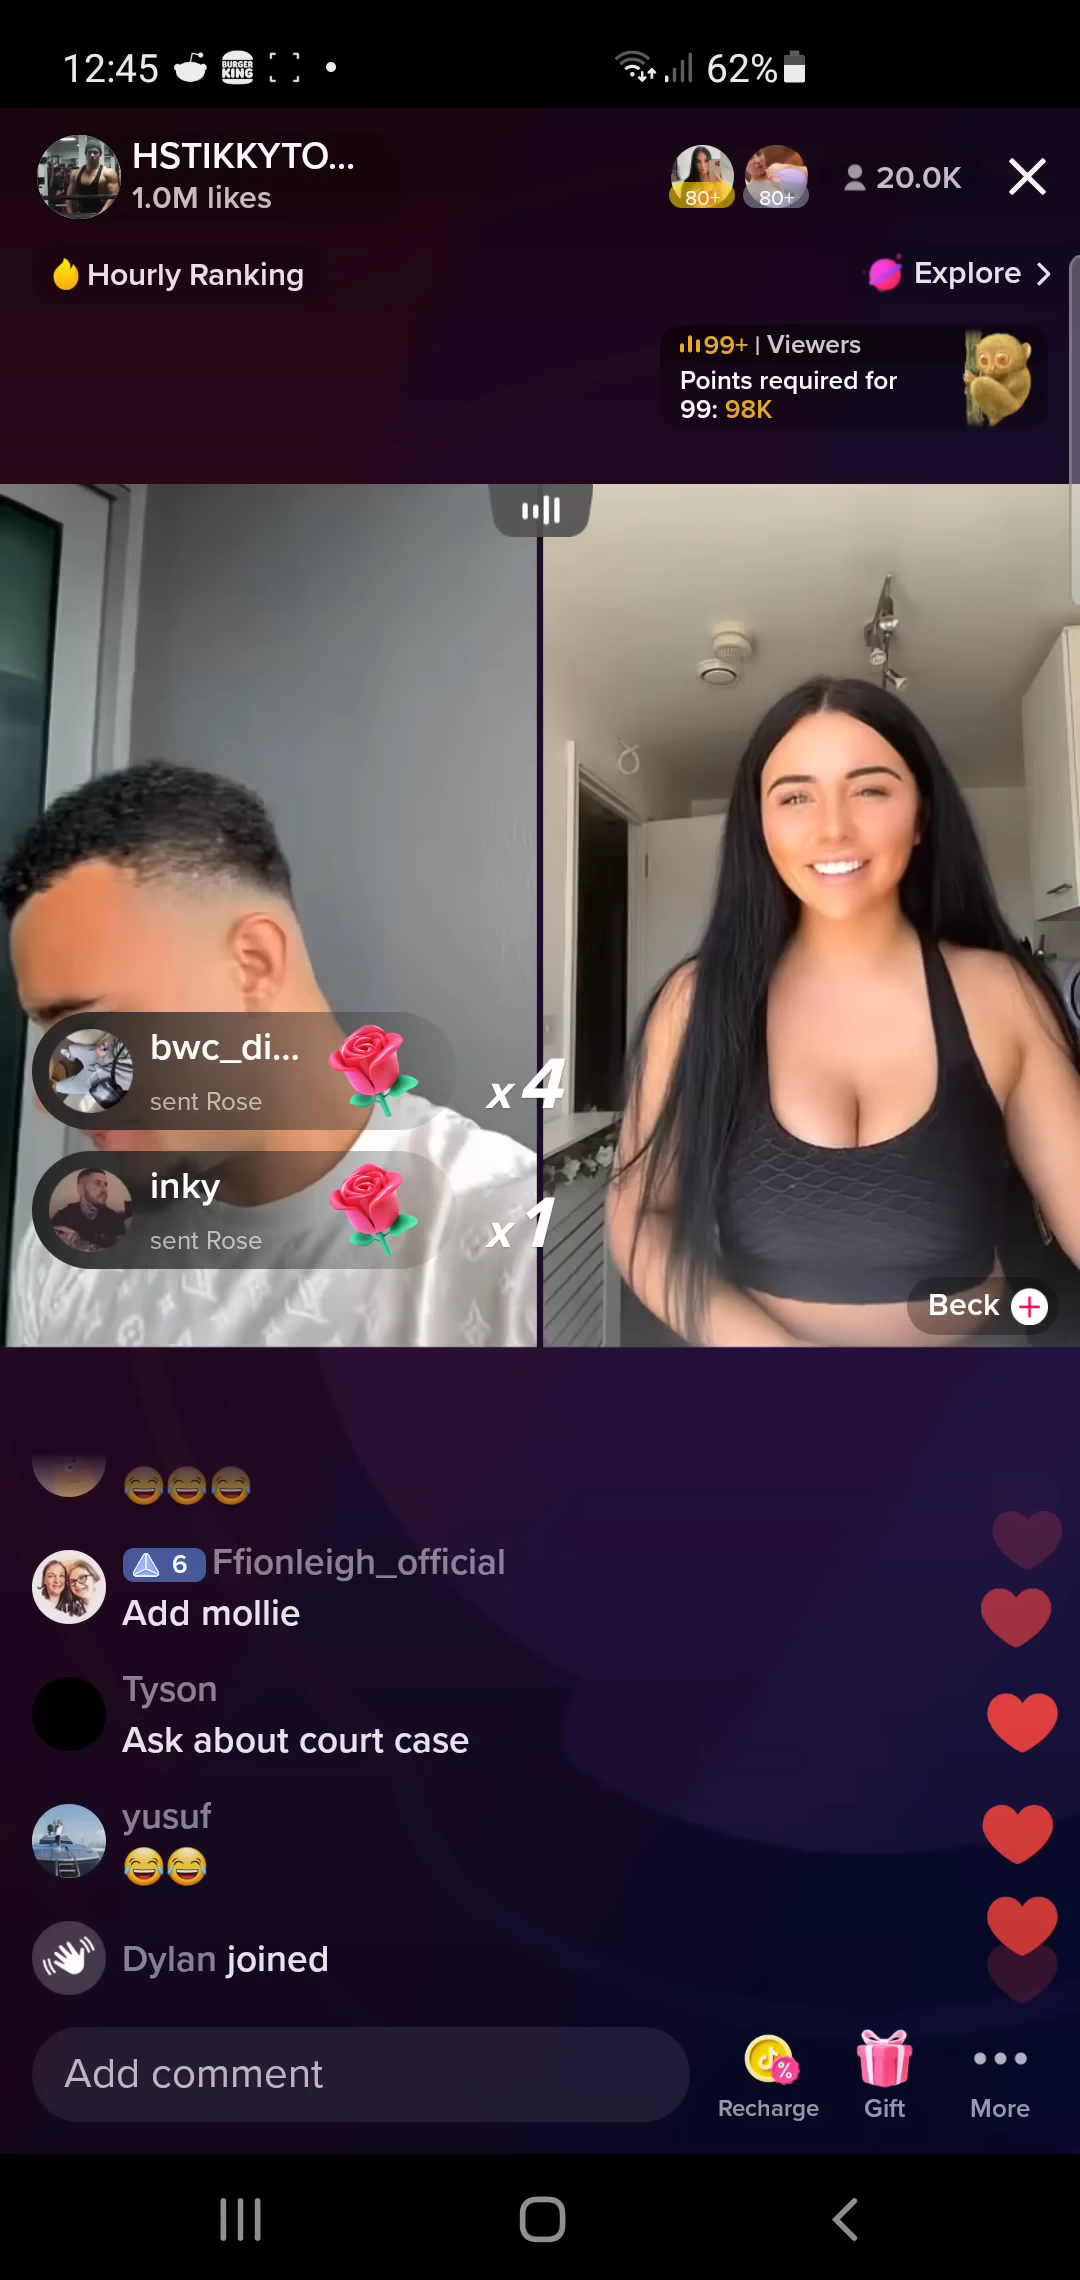 12:45
BURGER
KING
62%
HSTIKKYTO...
1.0M likes
80+
80+
20.0K
Hourly Ranking
Explore
99+ | Viewers
Points required for
99: 98K
bwc_di...
sent Rose
x4
inky
sent Rose
x1
Beck
😂😂😂
6 Ffionleigh_official
Add mollie
Tyson
Ask about court case
yusuf
😂😂
Dylan joined
Add comment
Recharge
Gift
More